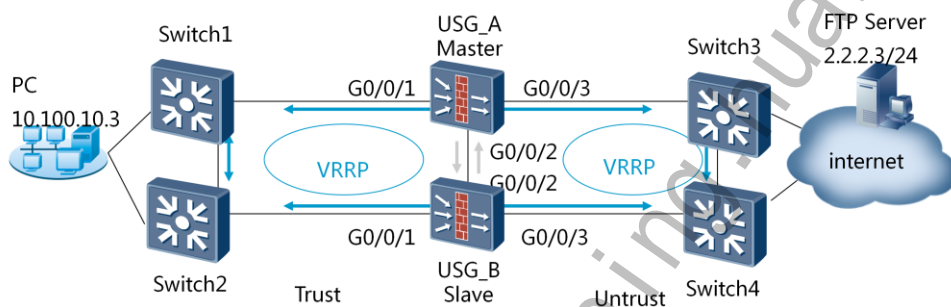 FTP Server
2.2.2.3/24
USG_A
Master
Switch1
Switch3
PC
10.100.10.3
G0/0/1
G0/0/3
VRRP
G0/0/2
G0/0/2
VRRP
internet
G0/0/1
G0/0/3
USG_B
Slave
Switch2
Switch4
Trust
Untrust